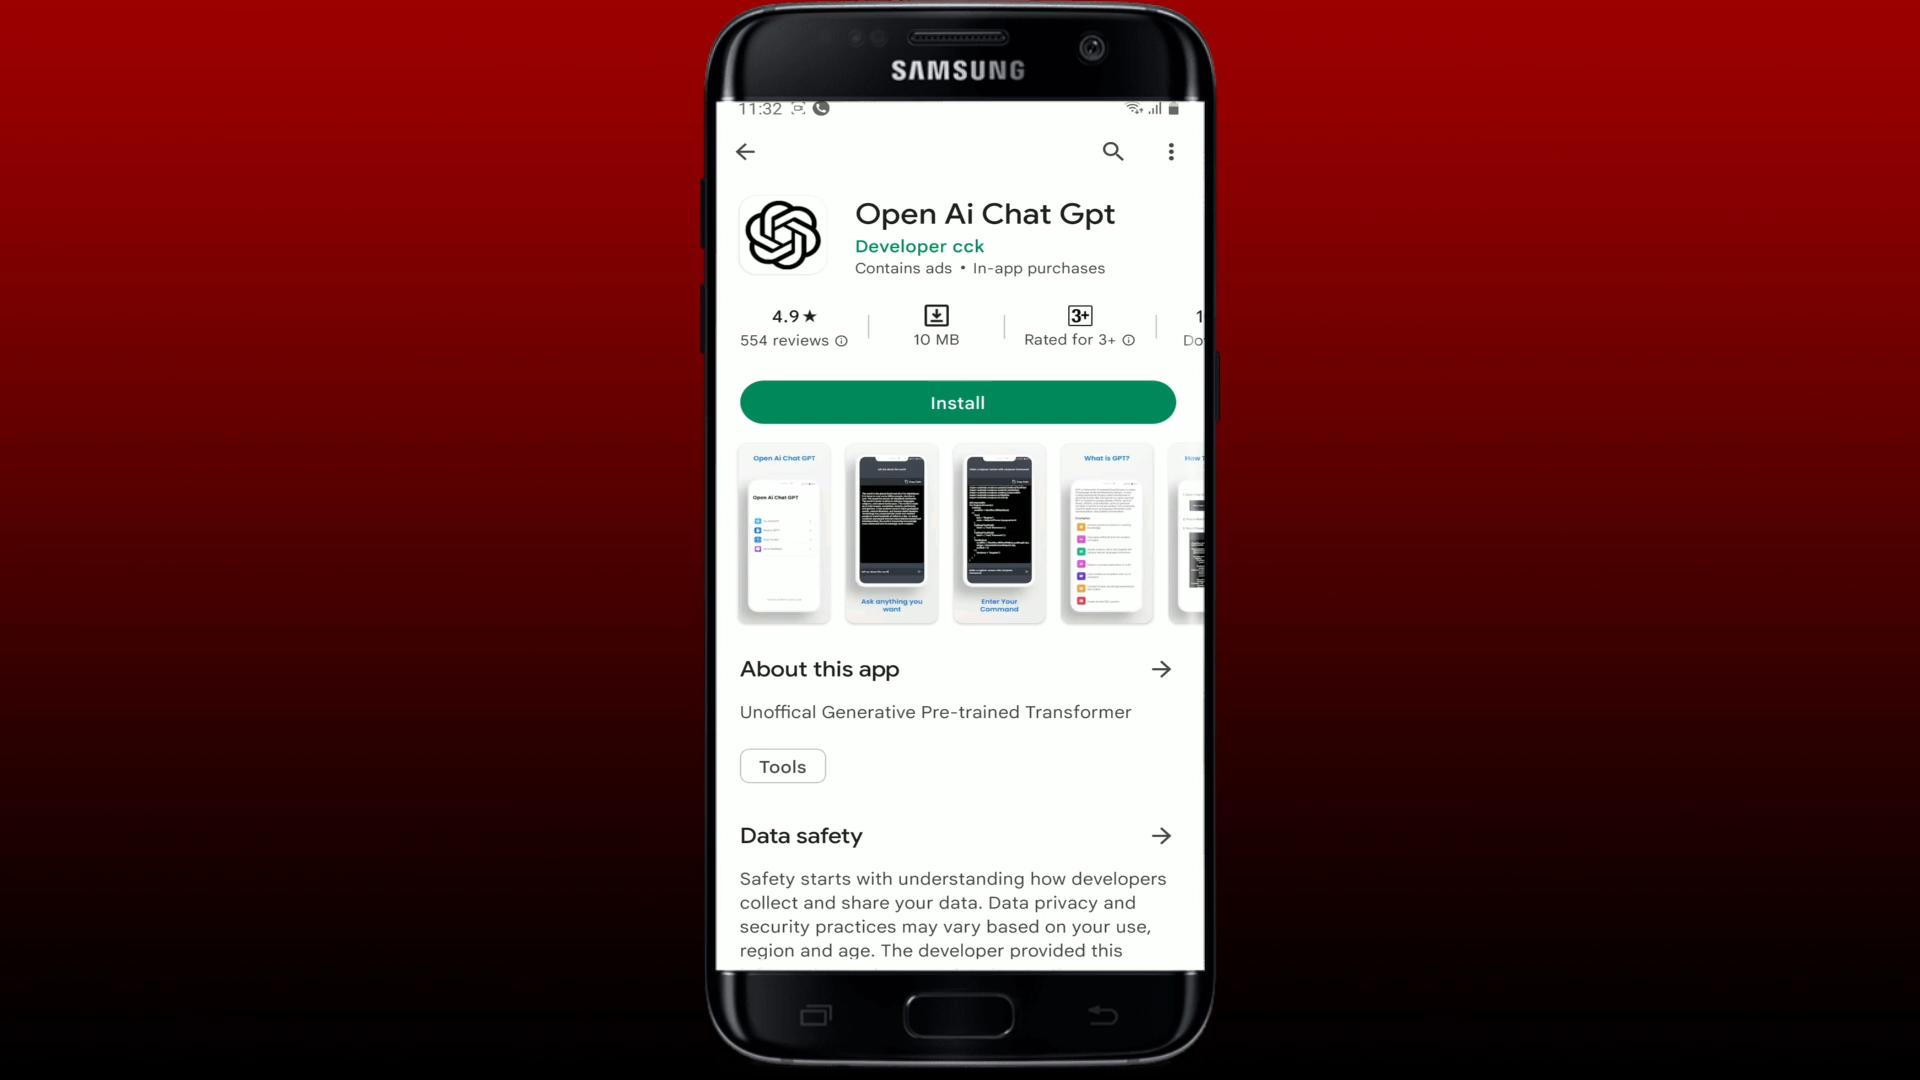 SAMSUNG
11:32
Open Ai Chat Gpt
Developer cck
Contains ads • In-app purchases
4.9★
3+
1
554 reviews
10 MB
Rated for 3+
Do
Install
Open Ai Chat GPT
Open Ai Chat GPT
Ask anything you
want
Enter Your
Command
What is GPT?
How T
About this app
Unoffical Generative Pre-trained Transformer
Tools
Data safety
Safety starts with understanding how developers
collect and share your data. Data privacy and
security practices may vary based on your use,
region and age. The developer provided this